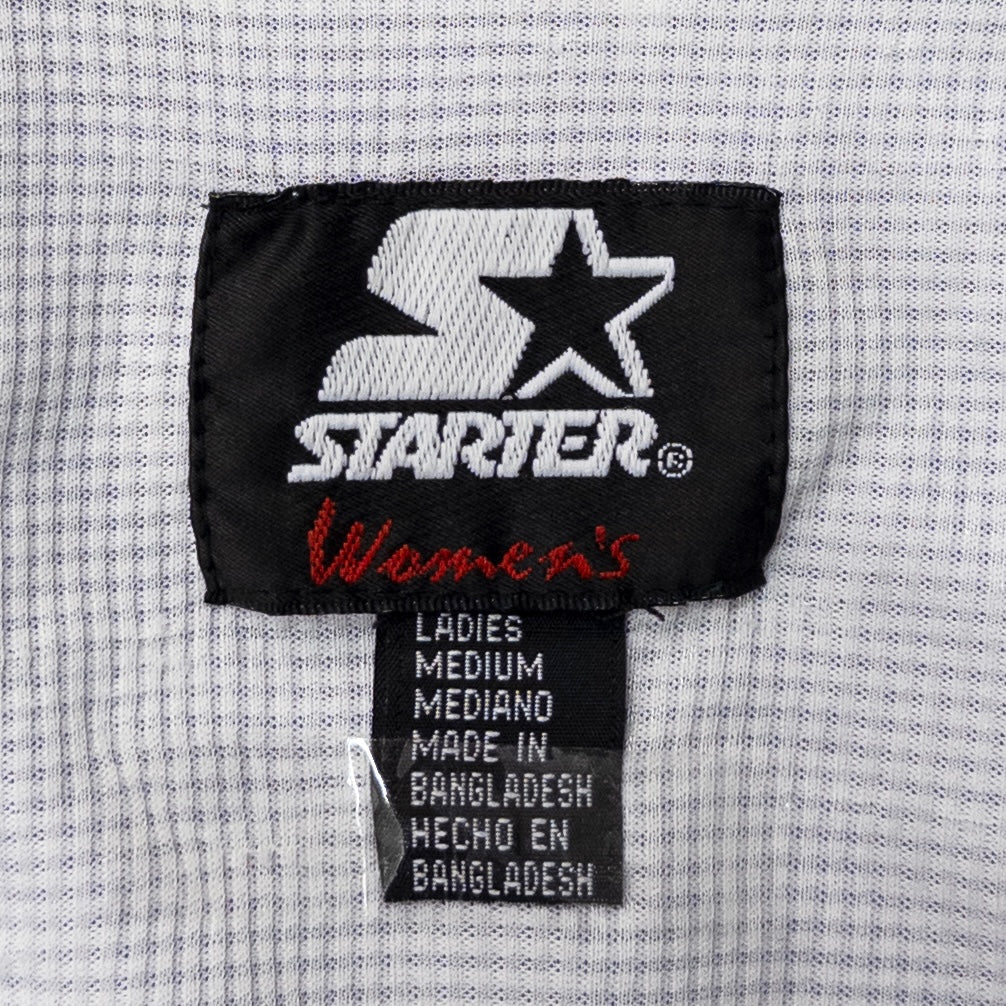 STARTER®
Women's
LADIES
MEDIUM
MEDIANO
MADE IN
BANGLADESH
HECHO EN
BANGLADESH